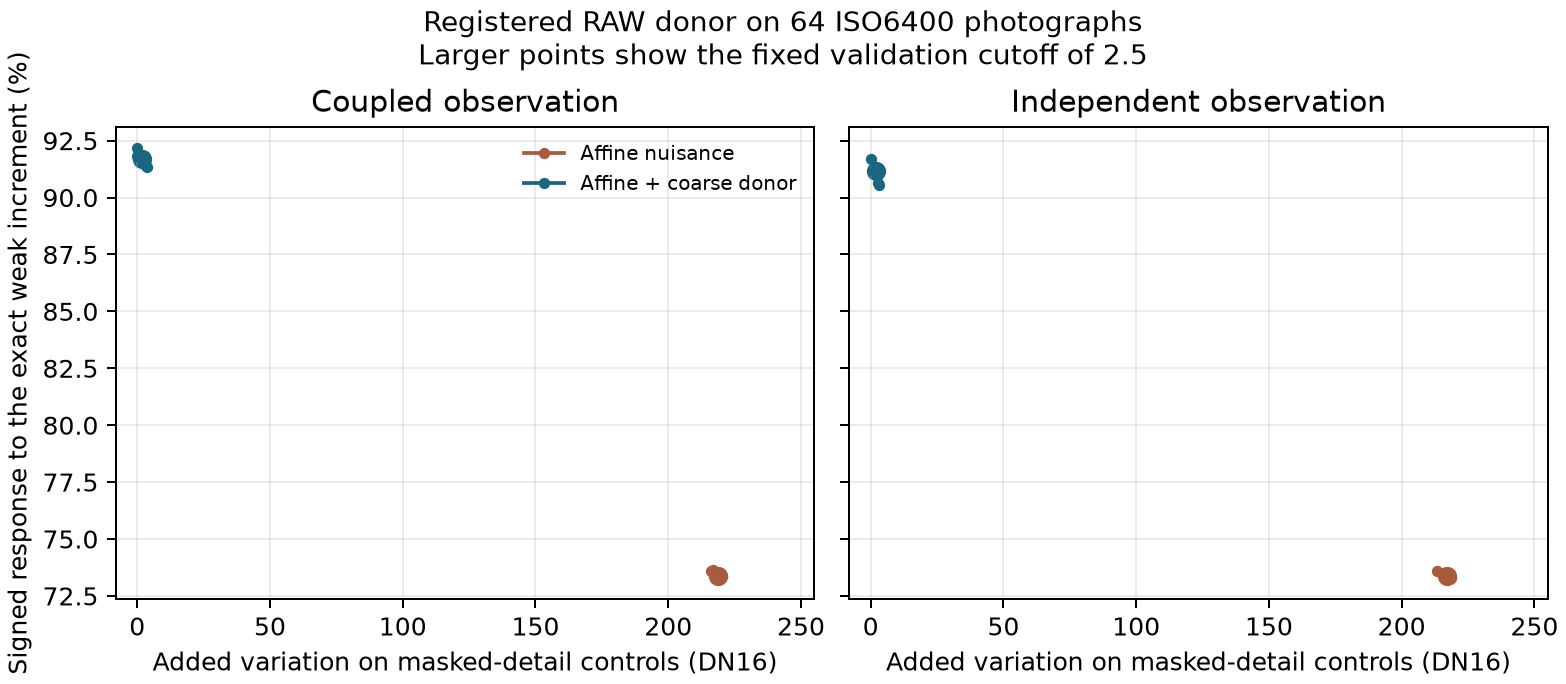 Registered RAW donor on 64 ISO6400 photographs
Larger points show the fixed validation cutoff of 2.5
Coupled observation
Independent observation
Signed response to the exact weak increment (%)
92.5
90.0
87.5
85.0
82.5
80.0
77.5
75.0
72.5
Affine nuisance
Affine + coarse donor
0 50 100 150 200 250
0 50 100 150 200 250
Added variation on masked-detail controls (DN16)
Added variation on masked-detail controls (DN16)